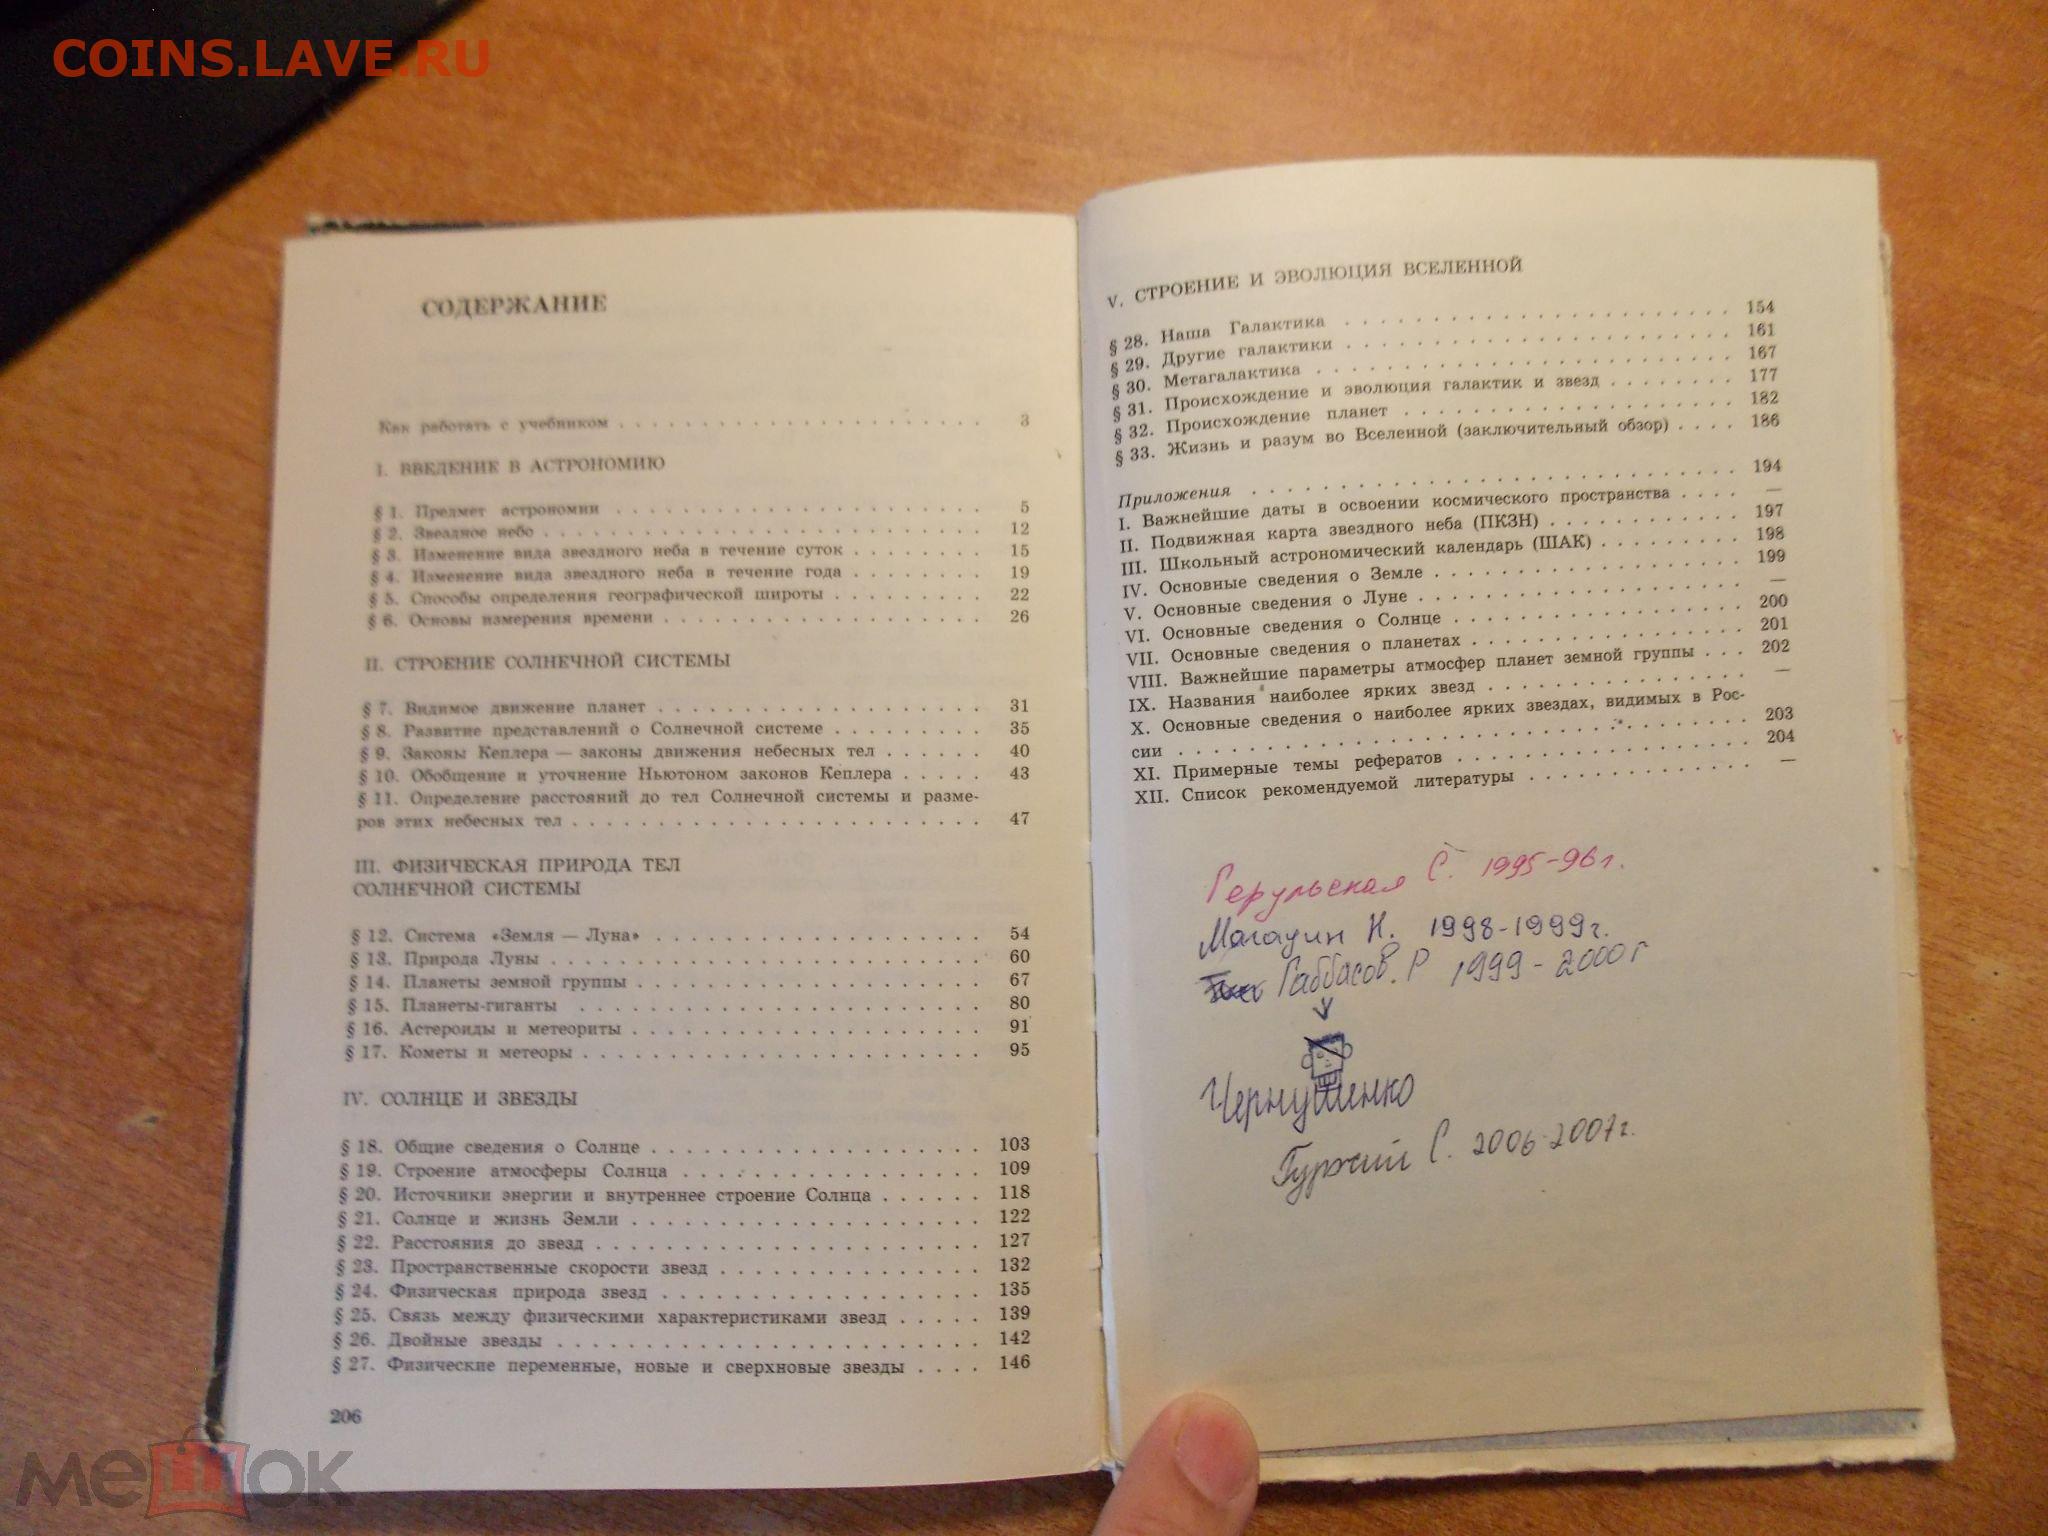 COINS.LAVE.RU
СОДЕРЖАНИЕ
Как работать с учебником . . . . . . . . . . . . . . . . . . . . . . 3
I. ВВЕДЕНИЕ В АСТРОНОМИЮ
§ 1. Предмет астрономии . . . . . . . . . . . . . . . . . . . . . . 5
§ 2. Звездное небо . . . . . . . . . . . . . . . . . . . . . . . . . . 12
§ 3. Изменение вида звездного неба в течение суток . . . . . . . . 15
§ 4. Изменение вида звездного неба в течение года . . . . . . . . 19
§ 5. Способы определения географической широты . . . . . . . . . 22
§ 6. Основы измерения времени . . . . . . . . . . . . . . . . . . . 26
II. СТРОЕНИЕ СОЛНЕЧНОЙ СИСТЕМЫ
§ 7. Видимое движение планет . . . . . . . . . . . . . . . . . . . 31
§ 8. Развитие представлений о Солнечной системе . . . . . . . . . 35
§ 9. Законы Кеплера — законы движения небесных тел . . . . . . 40
§ 10. Обобщение и уточнение Ньютоном законов Кеплера . . . . . 43
§ 11. Определение расстояний до тел Солнечной системы и разме-
ров этих небесных тел . . . . . . . . . . . . . . . . . . . . . . . . 47
III. ФИЗИЧЕСКАЯ ПРИРОДА ТЕЛ
СОЛНЕЧНОЙ СИСТЕМЫ
§ 12. Система «Земля — Луна» . . . . . . . . . . . . . . . . . . . . 54
§ 13. Природа Луны . . . . . . . . . . . . . . . . . . . . . . . . . . 60
§ 14. Планеты земной группы . . . . . . . . . . . . . . . . . . . . . 67
§ 15. Планеты-гиганты . . . . . . . . . . . . . . . . . . . . . . . . 80
§ 16. Астероиды и метеориты . . . . . . . . . . . . . . . . . . . . . 91
§ 17. Кометы и метеоры . . . . . . . . . . . . . . . . . . . . . . . . 95
IV. СОЛНЦЕ И ЗВЕЗДЫ
§ 18. Общие сведения о Солнце . . . . . . . . . . . . . . . . . . . . 103
§ 19. Строение атмосферы Солнца . . . . . . . . . . . . . . . . . . 109
§ 20. Источники энергии и внутреннее строение Солнца . . . . . . 118
§ 21. Солнце и жизнь Земли . . . . . . . . . . . . . . . . . . . . . 122
§ 22. Расстояния до звезд . . . . . . . . . . . . . . . . . . . . . . . 127
§ 23. Пространственные скорости звезд . . . . . . . . . . . . . . . . 132
§ 24. Физическая природа звезд . . . . . . . . . . . . . . . . . . . 135
§ 25. Связь между физическими характеристиками звезд . . . . . 139
§ 26. Двойные звезды . . . . . . . . . . . . . . . . . . . . . . . . . 142
§ 27. Физические переменные, новые и сверхновые звезды . . . . 146
206
V. СТРОЕНИЕ И ЭВОЛЮЦИЯ ВСЕЛЕННОЙ
§ 28. Наша Галактика . . . . . . . . . . . . . . . . . . . . . . . 154
§ 29. Другие галактики . . . . . . . . . . . . . . . . . . . . . . . 161
§ 30. Метагалактика . . . . . . . . . . . . . . . . . . . . . . . . 167
§ 31. Происхождение и эволюция галактик и звезд . . . . . . . . 177
§ 32. Происхождение планет . . . . . . . . . . . . . . . . . . . . 182
§ 33. Жизнь и разум во Вселенной (заключительный обзор) . . . . 186
Приложения . . . . . . . . . . . . . . . . . . . . . . . . . . . . 194
I. Важнейшие даты в освоении космического пространства . . . . —
II. Подвижная карта звездного неба (ПКЗН) . . . . . . . . . . . . 197
III. Школьный астрономический календарь (ШАК) . . . . . . . . . 198
IV. Основные сведения о Земле . . . . . . . . . . . . . . . . . . 199
V. Основные сведения о Луне . . . . . . . . . . . . . . . . . . . —
VI. Основные сведения о Солнце . . . . . . . . . . . . . . . . . 200
VII. Основные сведения о планетах . . . . . . . . . . . . . . . . 201
VIII. Важнейшие параметры атмосфер планет земной группы . . . 202
IX. Названия наиболее ярких звезд . . . . . . . . . . . . . . . . —
X. Основные сведения о наиболее ярких звездах, видимых в Рос-
сии . . . . . . . . . . . . . . . . . . . . . . . . . . . . . . . . 203
XI. Примерные темы рефератов . . . . . . . . . . . . . . . . . . 204
XII. Список рекомендуемой литературы . . . . . . . . . . . . . . —
Герульская С. 1995-96г.
Магадин Н. 1998-1999г.
Габбасов. Р 1999-2000г
Чернушенко
Гуржий С. 2006-2007г.
мешок